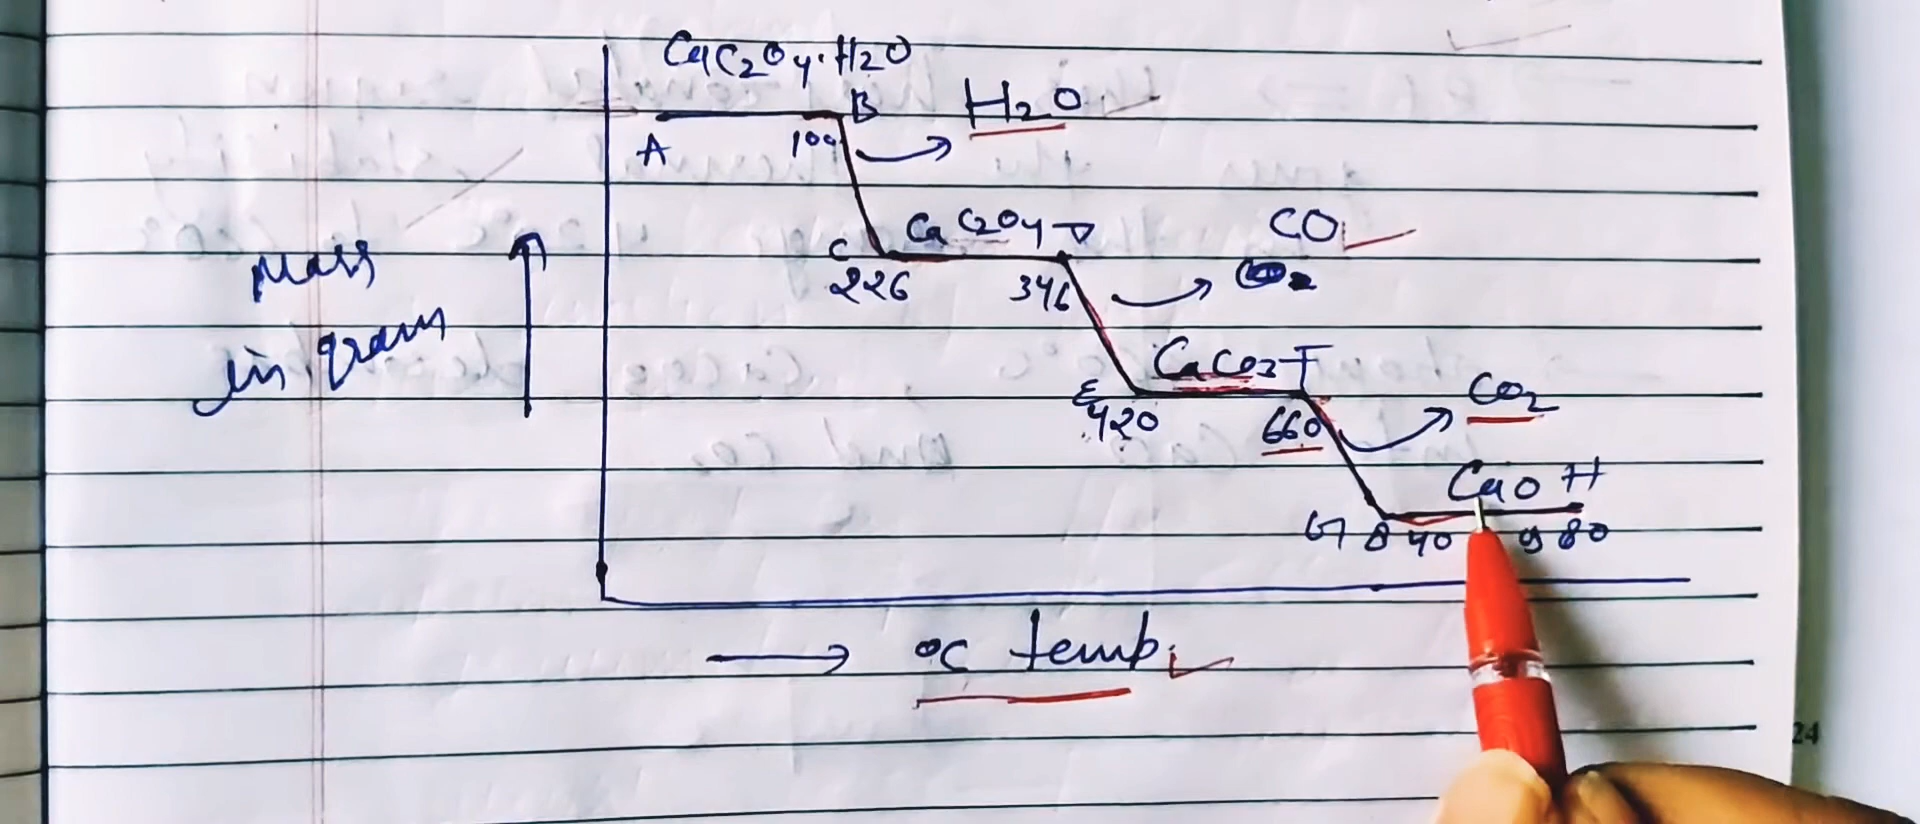 CaC2O4.H2O
A
B
100
H2O
C
226
CaC2O4
D
346
CO
Mass
in gram
E
420
CaCO3
F
660
CO2
G
840
CaO
H
980
°C temp.
24